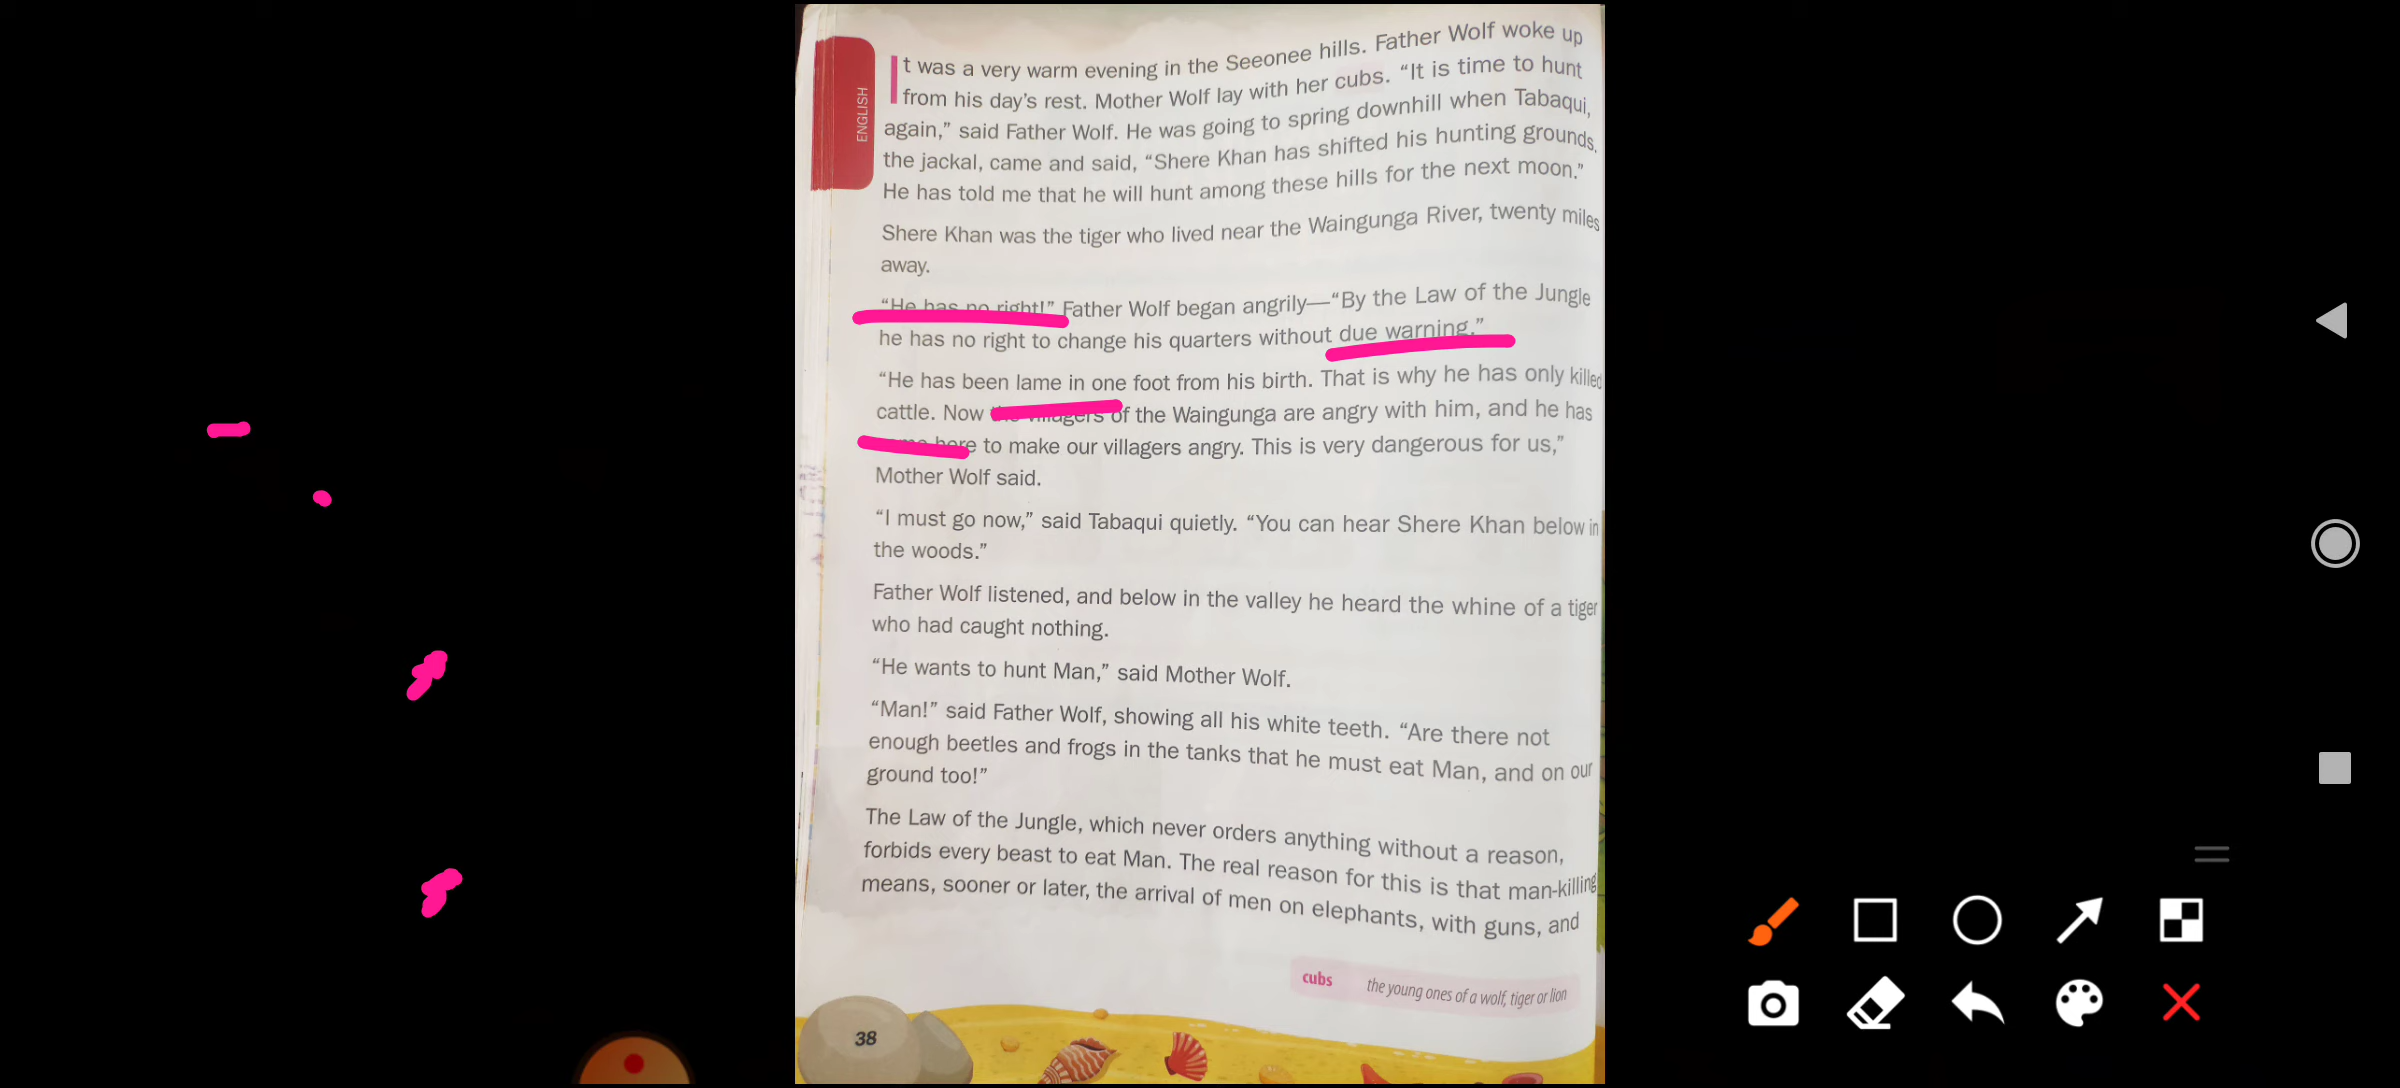 ENGLISH
It was a very warm evening in the Seeonee hills. Father Wolf woke up
from his day's rest. Mother Wolf lay with her cubs. “It is time to hunt
again,” said Father Wolf. He was going to spring downhill when Tabaqui,
the jackal, came and said, “Shere Khan has shifted his hunting grounds.
He has told me that he will hunt among these hills for the next moon.”
Shere Khan was the tiger who lived near the Waingunga River, twenty miles
away.
“He has no right!” Father Wolf began angrily—“By the Law of the Jungle
he has no right to change his quarters without due warning.”
“He has been lame in one foot from his birth. That is why he has only killed
cattle. Now the villagers of the Waingunga are angry with him, and he has
here to make our villagers angry. This is very dangerous for us,”
Mother Wolf said.
“I must go now,” said Tabaqui quietly. “You can hear Shere Khan below in
the woods.”
Father Wolf listened, and below in the valley he heard the whine of a tiger
who had caught nothing.
“He wants to hunt Man,” said Mother Wolf.
“Man!” said Father Wolf, showing all his white teeth. “Are there not
enough beetles and frogs in the tanks that he must eat Man, and on our
ground too!”
The Law of the Jungle, which never orders anything without a reason,
forbids every beast to eat Man. The real reason for this is that man-killing
means, sooner or later, the arrival of men on elephants, with guns, and
cubs the young ones of a wolf, tiger or lion
38